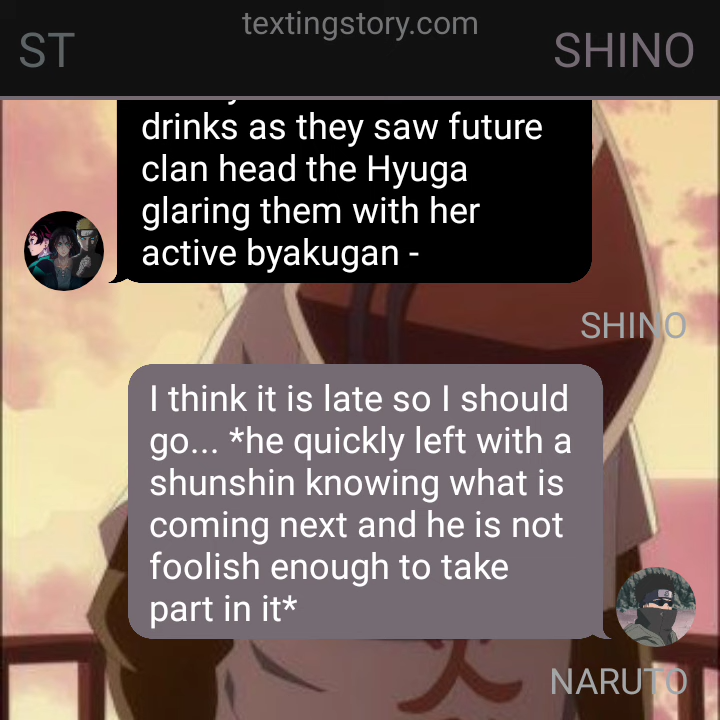 textingstory.com
ST
SHINO
drinks as they saw future
clan head the Hyuga
glaring them with her
active byakugan -
SHINO
I think it is late so I should
go... *he quickly left with a
shunshin knowing what is
coming next and he is not
foolish enough to take
part in it*
NARUTO
火